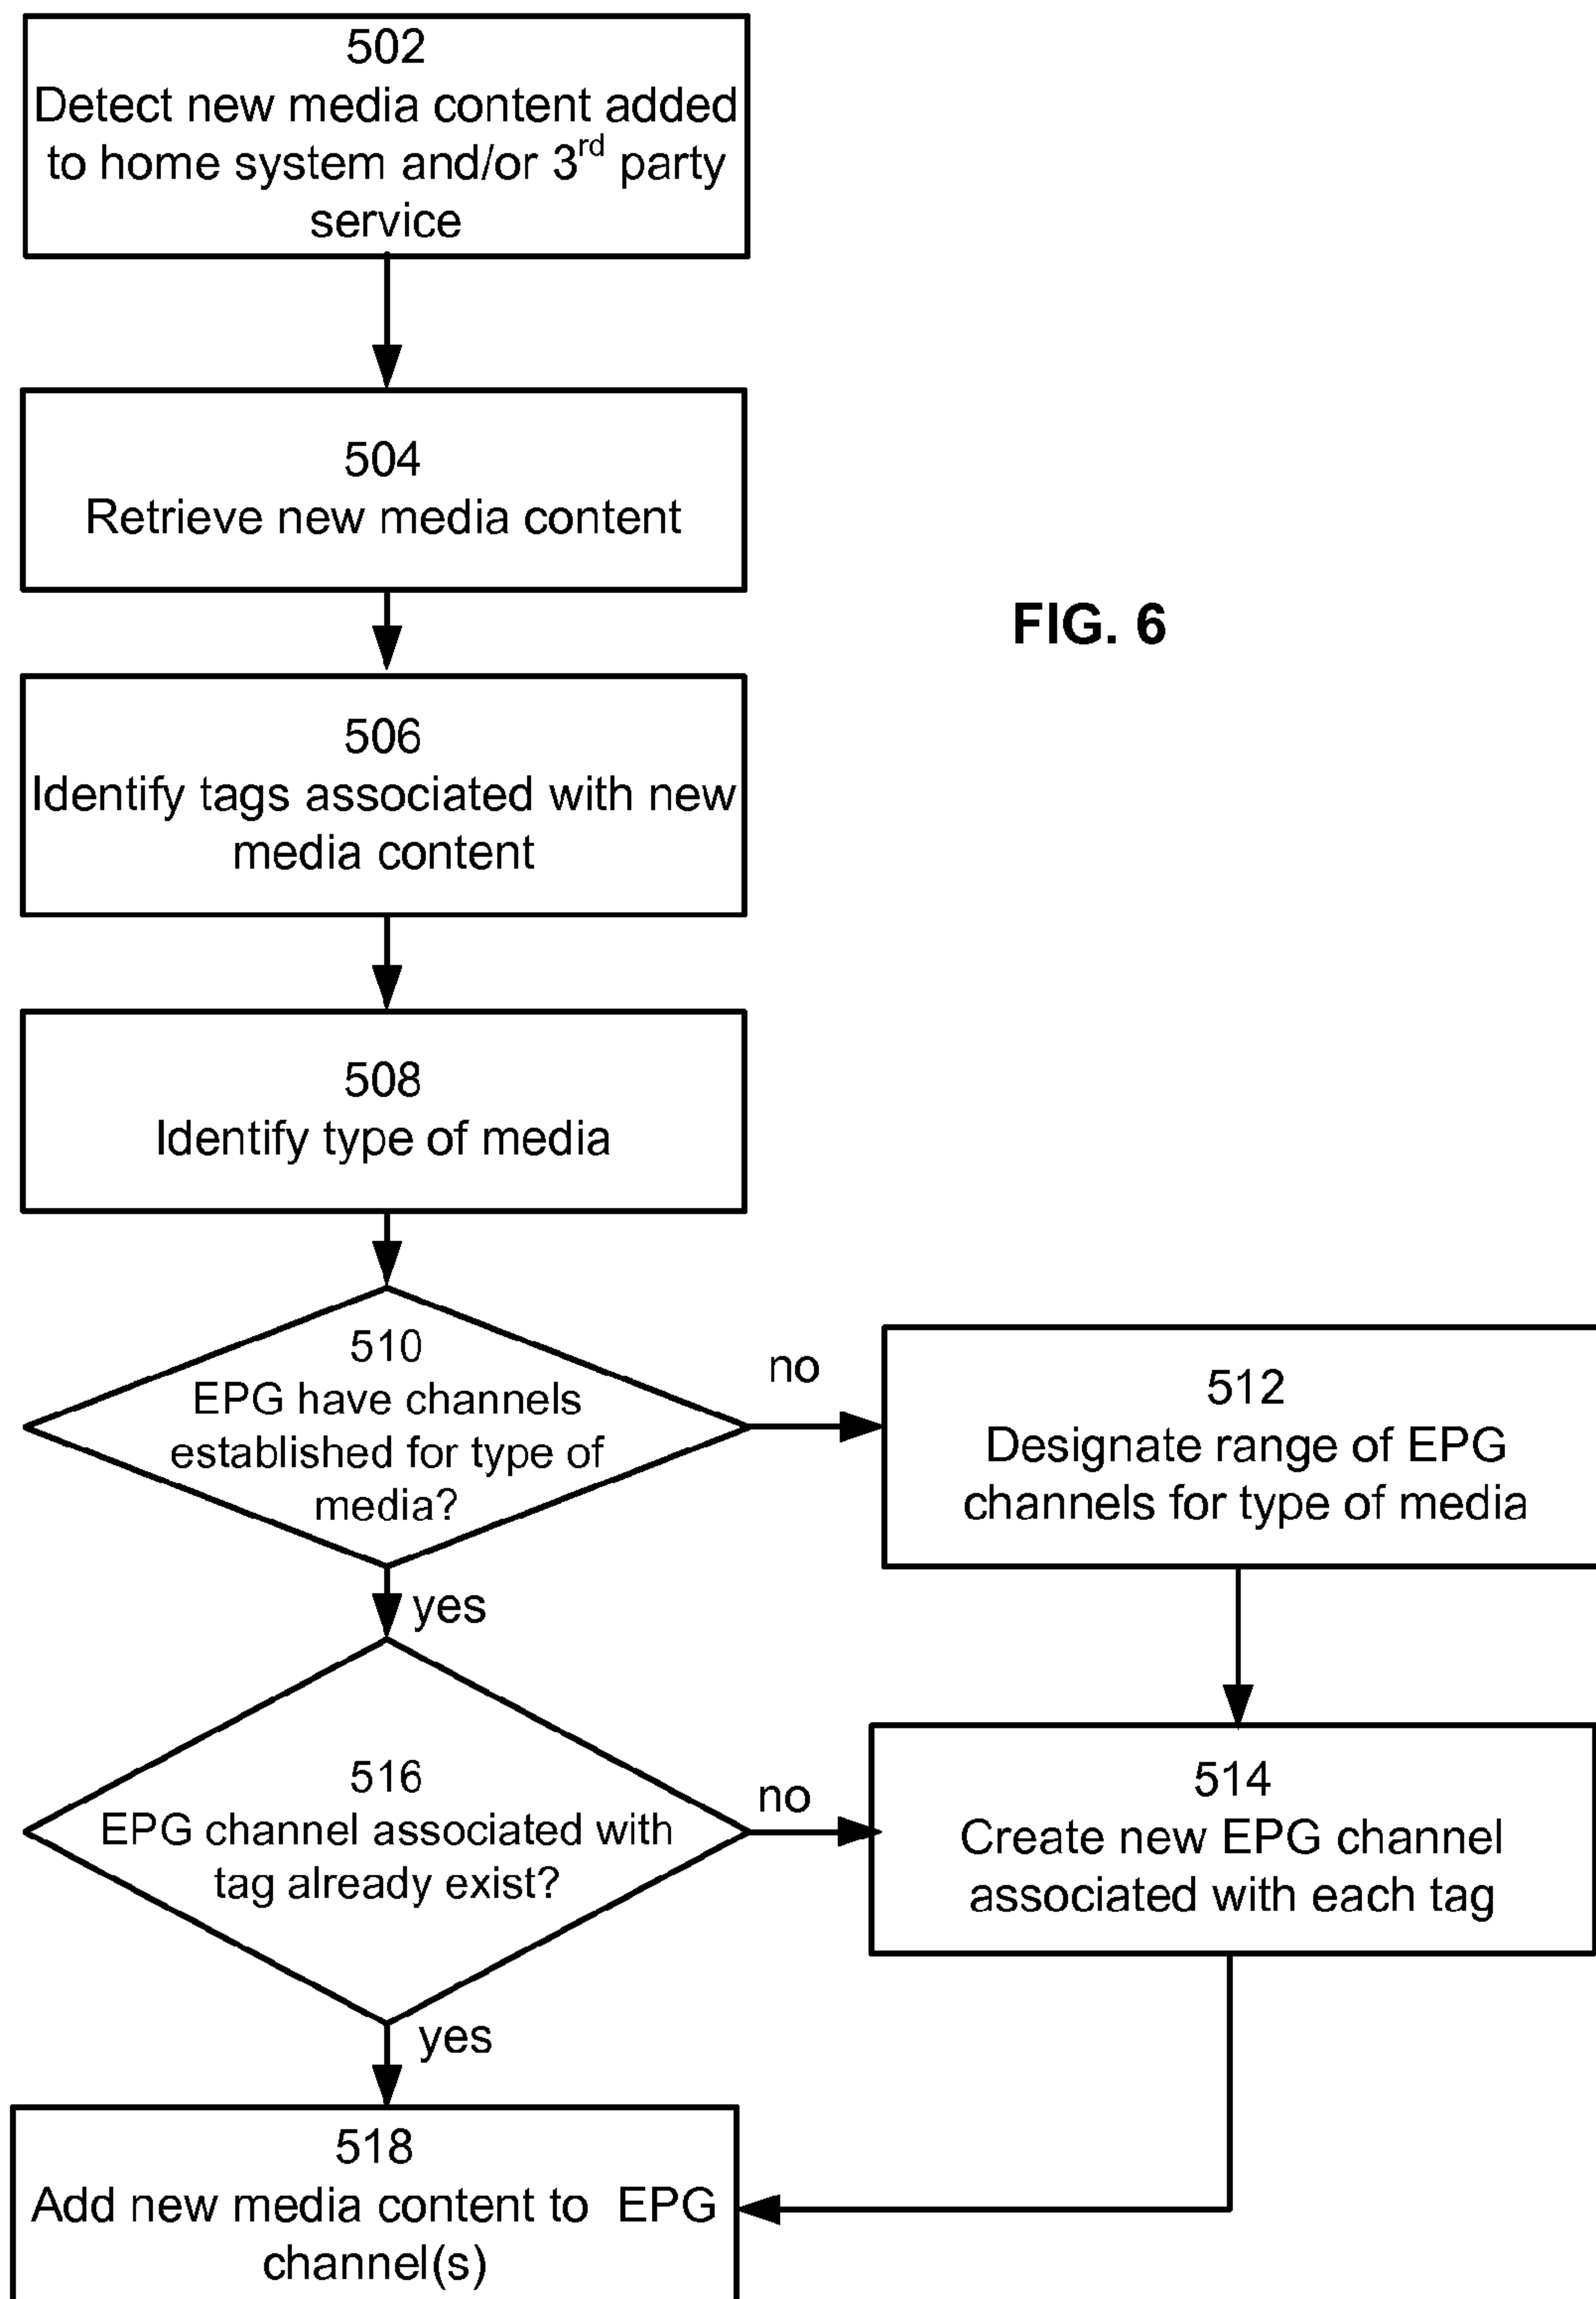 502
Detect new media content added
to home system and/or 3rd party
service
504
Retrieve new media content
FIG. 6
506
Identify tags associated with new
media content
508
Identify type of media
510
EPG have channels
established for type of
media?
no
512
Designate range of EPG
channels for type of media
yes
516
EPG channel associated with
tag already exist?
no
514
Create new EPG channel
associated with each tag
yes
518
Add new media content to EPG
channel(s)